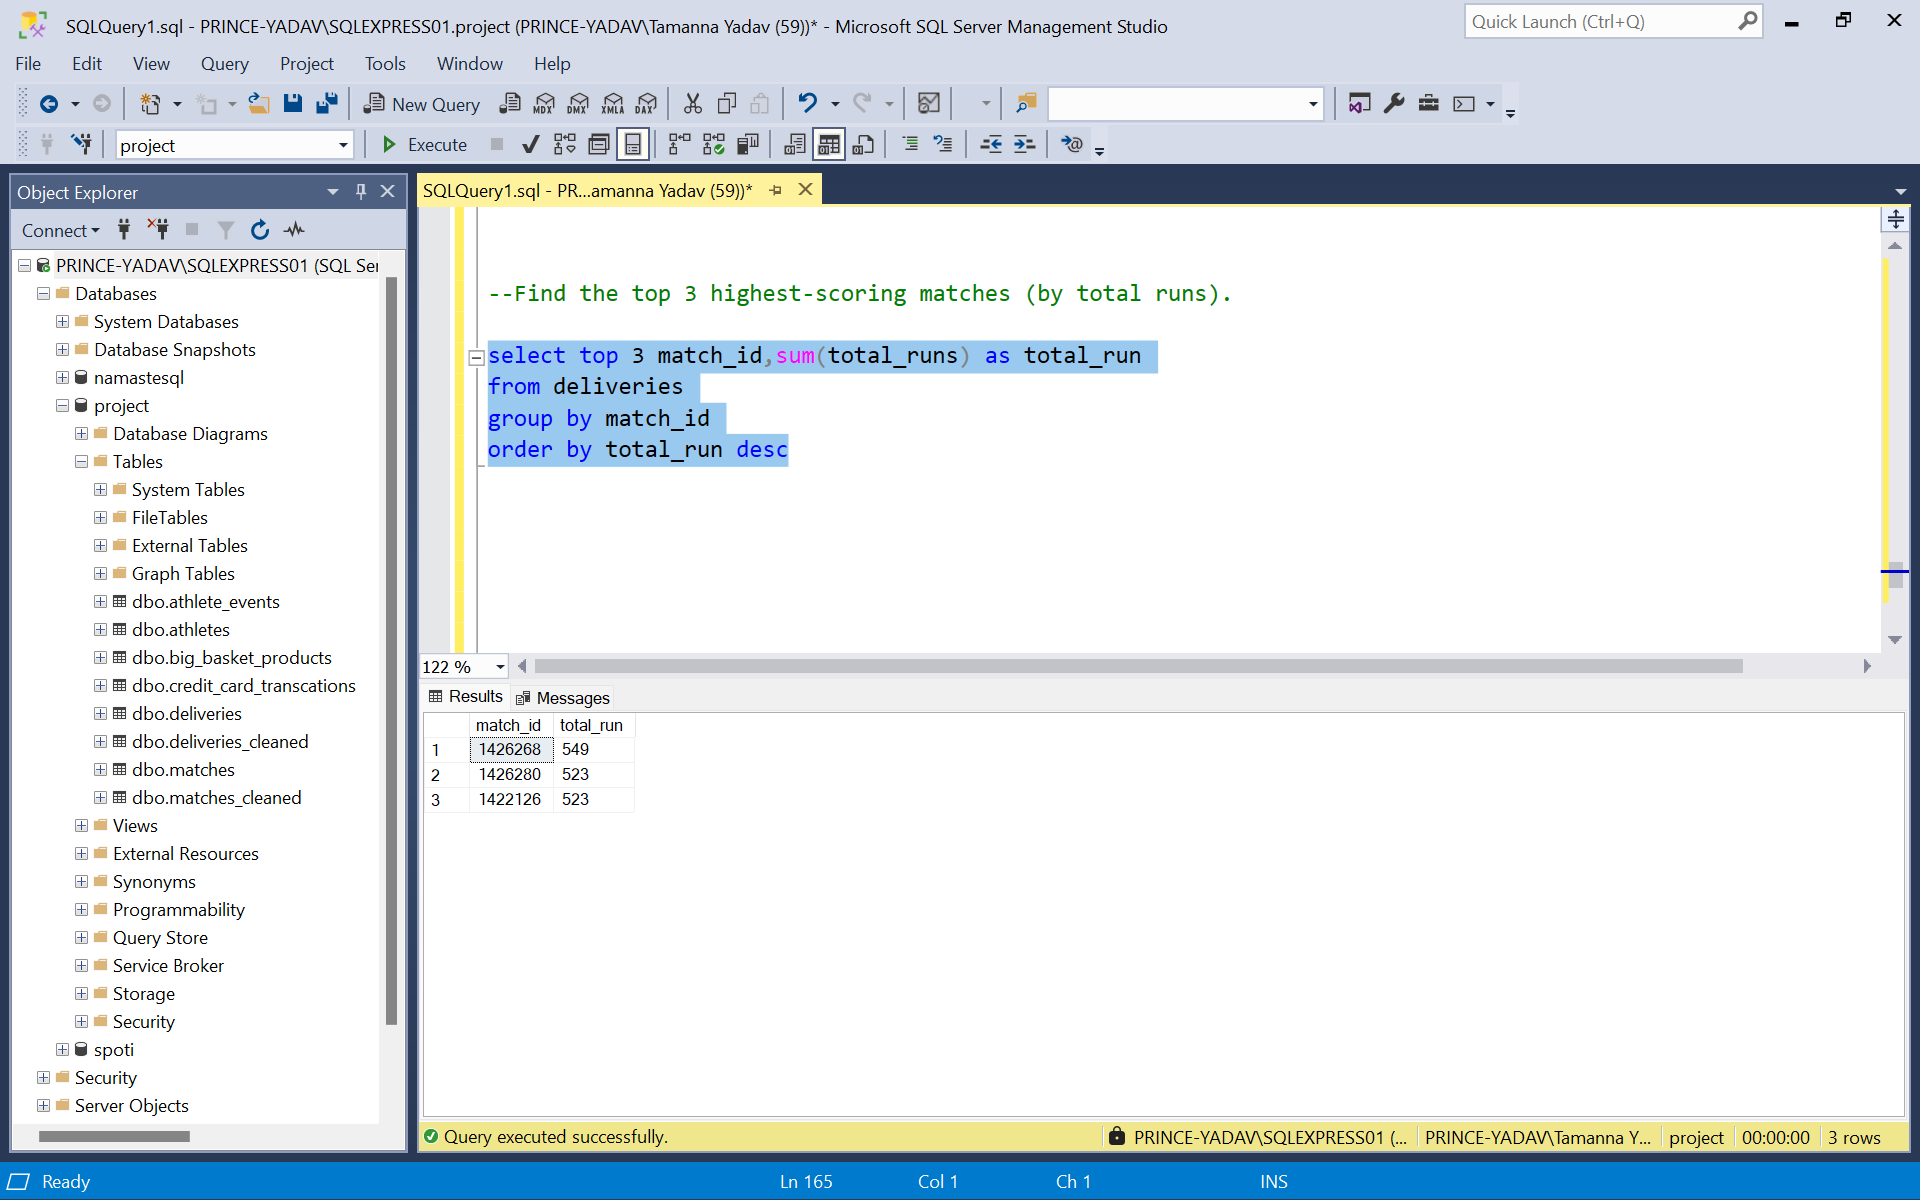 SQLQuery1.sql - PRINCE-YADAV\SQLEXPRESS01.project (PRINCE-YADAV\Tamanna Yadav (59))* - Microsoft SQL Server Management Studio
Quick Launch (Ctrl+Q)
File Edit View Query Project Tools Window Help
New Query MDX DMX XMLA DAX
project Execute
Object Explorer
SQLQuery1.sql - PR...amanna Yadav (59))*
Connect
PRINCE-YADAV\SQLEXPRESS01 (SQL Ser
Databases
System Databases
Database Snapshots
namastesql
project
Database Diagrams
Tables
System Tables
FileTables
External Tables
Graph Tables
dbo.athlete_events
dbo.athletes
dbo.big_basket_products
dbo.credit_card_transcations
dbo.deliveries
dbo.deliveries_cleaned
dbo.matches
dbo.matches_cleaned
Views
External Resources
Synonyms
Programmability
Query Store
Service Broker
Storage
Security
spoti
Security
Server Objects
--Find the top 3 highest-scoring matches (by total runs).
select top 3 match_id,sum(total_runs) as total_run
from deliveries
group by match_id
order by total_run desc
122 %
Results Messages
match_id total_run
1 1426268 549
2 1426280 523
3 1422126 523
Query executed successfully. PRINCE-YADAV\SQLEXPRESS01 (... PRINCE-YADAV\Tamanna Y... project 00:00:00 3 rows
Ready Ln 165 Col 1 Ch 1 INS